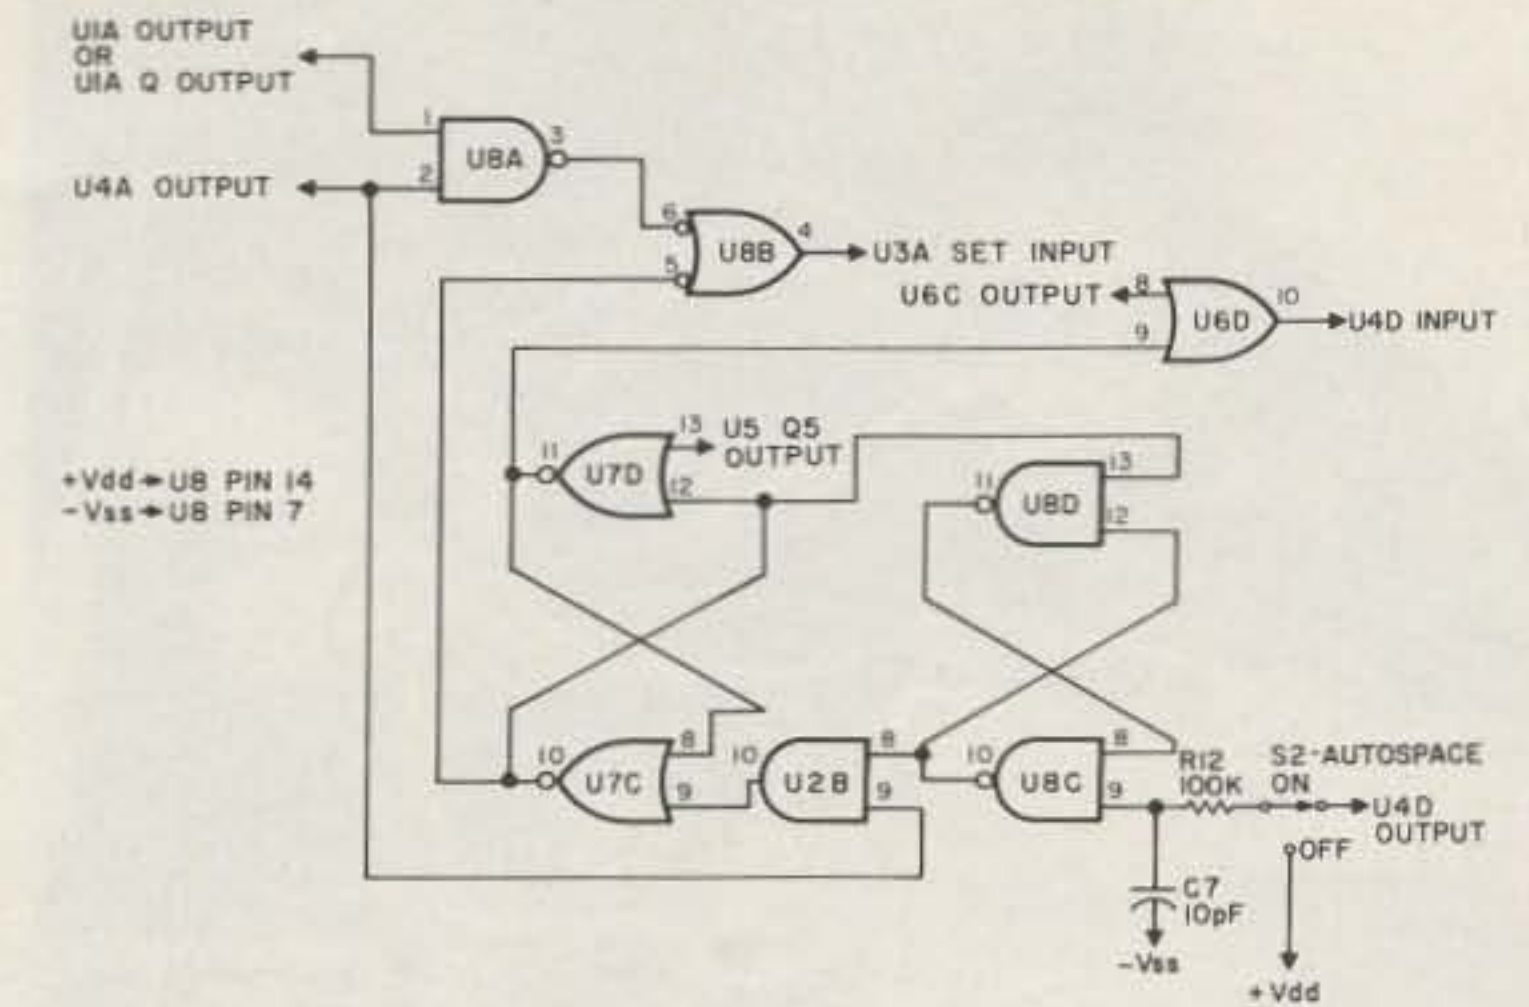 UIA OUTPUT
OR
UIA Q OUTPUT
1
3
U8A
2
U4A OUTPUT
6
4
U8B
U3A SET INPUT
5
U6C OUTPUT
8
10
U6D
U4D INPUT
9
13
U5 Q5
OUTPUT
11
U7D
12
+Vdd U8 PIN 14
-Vss U8 PIN 7
13
11
U8D
12
10
8
U7C
9
10
8
U2B
9
10
8
U8C
9
R12
100K
S2-AUTOSPACE
ON
U4D
OUTPUT
OFF
C7
10pF
-Vss
+Vdd